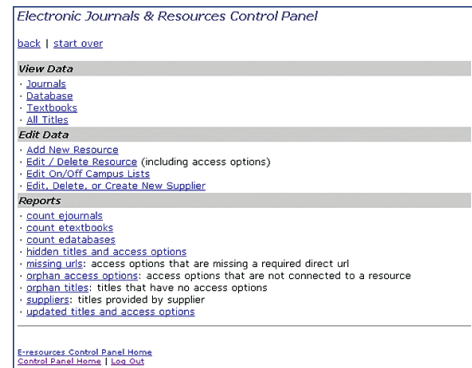 Electronic Journals & Resources Control Panel
back | start over
View Data
· Journals
· Database
· Textbooks
· All Titles
Edit Data
· Add New Resource
· Edit / Delete Resource (including access options)
· Edit On/Off Campus Lists
· Edit, Delete, or Create New Supplier
Reports
· count ejournals
· count etextbooks
· count edatabases
· hidden titles and access options
· missing urls: access options that are missing a required direct url
· orphan access options: access options that are not connected to a resource
· orphan titles: titles that have no access options
· suppliers: titles provided by supplier
· updated titles and access options
E-resources Control Panel Home
Control Panel Home | Log Out